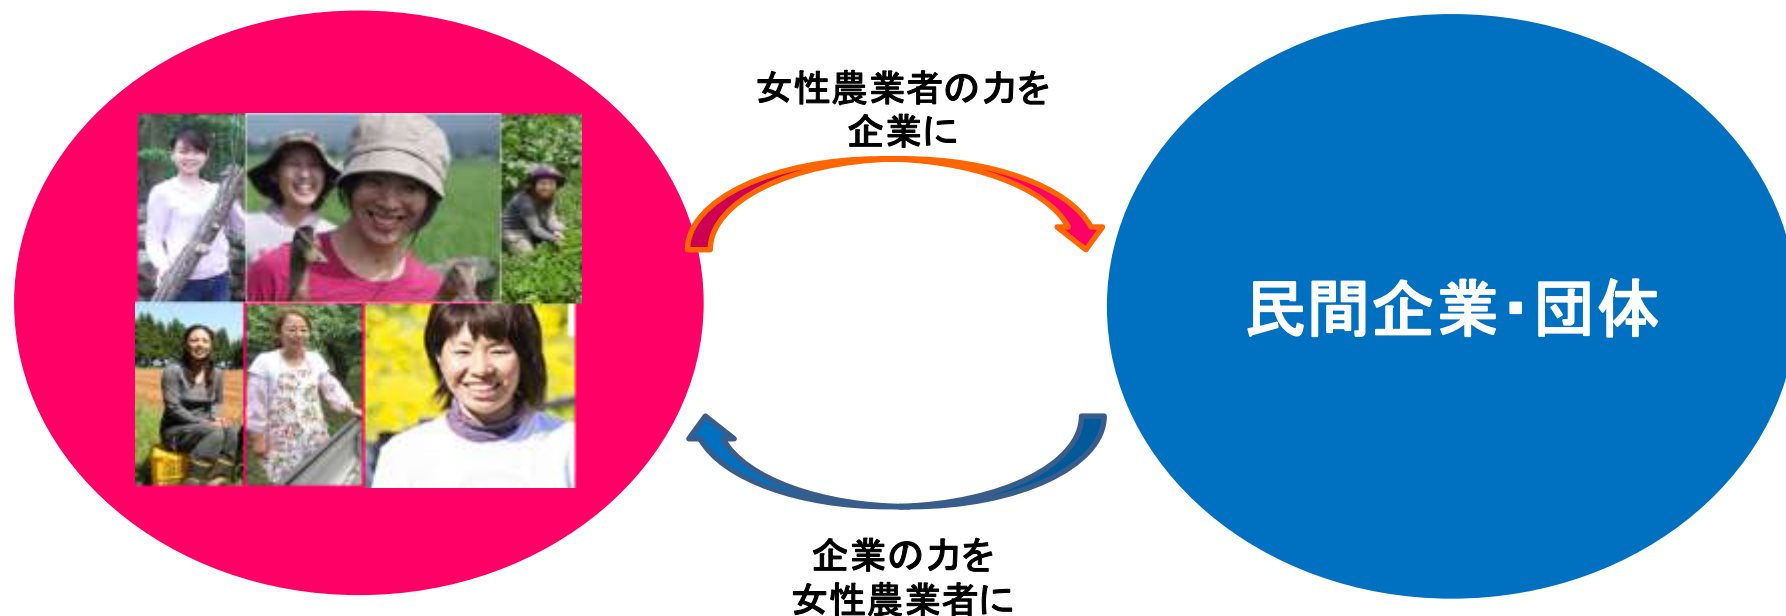 女性農業者の力を
企業に
民間企業・団体
企業の力を
女性農業者に